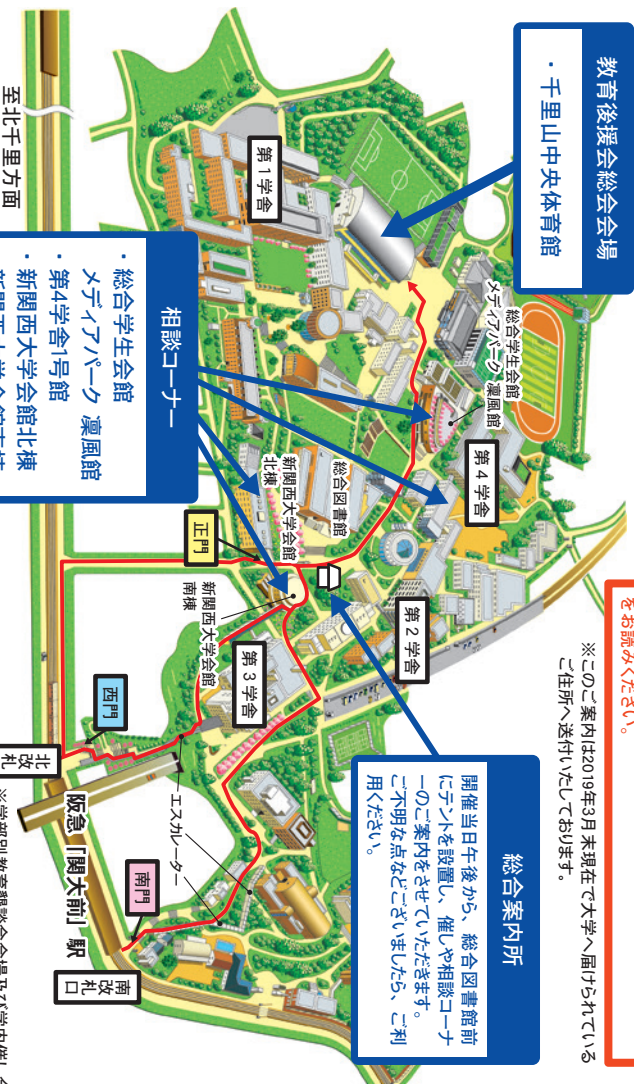 をお読みください。
※このご案内は2019年3月末現在で大学へ届けられている
ご住所へ送付いたしております。
教育後援会総会会場
・千里山中央体育館
総合案内所
開催当日午後から、総合図書館前
にテントを設置し、催しや相談コーナ
ーのご案内をさせていただきます。
ご不明な点などございましたら、ご利
用ください。
相談コーナー
・総合学生会館
メディアパーク 凜風館
・第4学舎1号館
・新関西大学会館北棟
・新関西大学会館南棟
第1学舎
総合学生会館
メディアパーク 凜風館
第4学舎
総合図書館
新関西大学会館
北棟
正門
新関西大学会館
南棟
第2学舎
第3学舎
西門
エスカレーター
北改札口
阪急「関大前」駅
南門
南改札口
至北千里方面